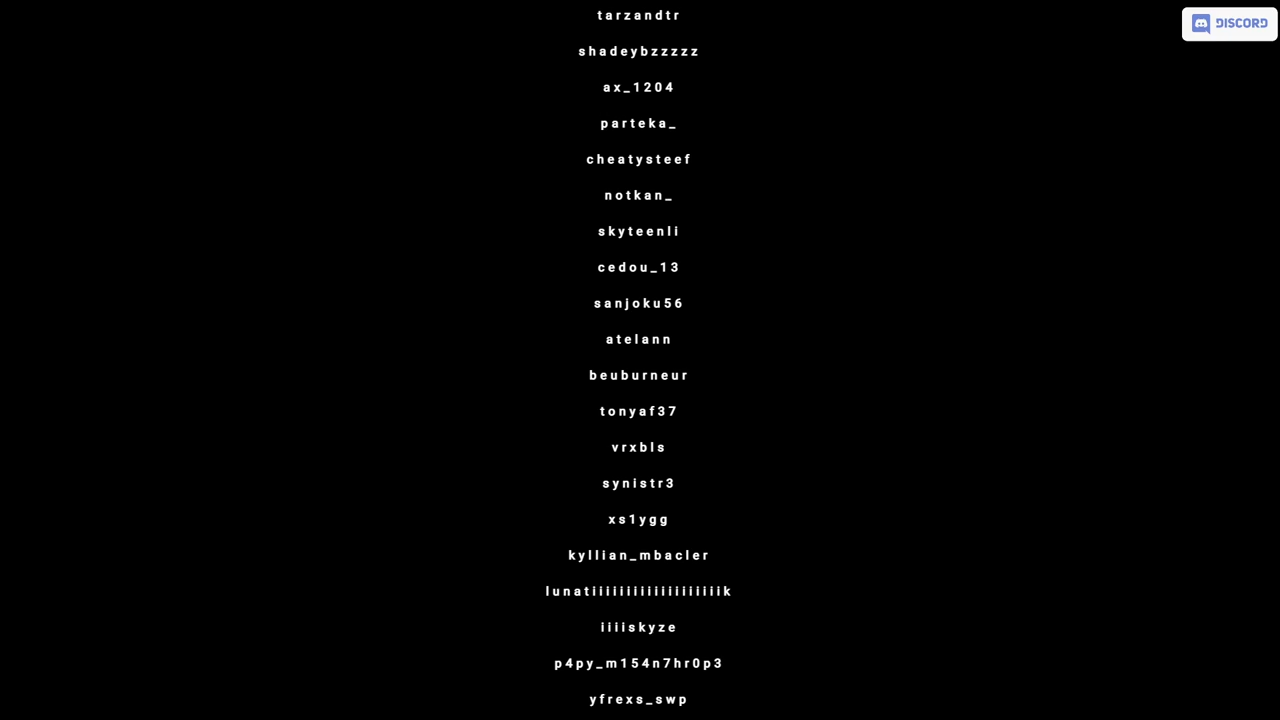 tarzandtr
DISCORD
shadeybzzzzz
ax_1204
parteka_
cheatysteef
notkan_
skyteenli
cedou_13
sanjoku56
atelann
beuburneur
tonyaf37
vrxbls
synistr3
xs1ygg
kyllian_mbacler
lunatiiiiiiiiiiiiiiiiiiik
iiiiskyze
p4py_m154n7hr0p3
yfrexs_swp